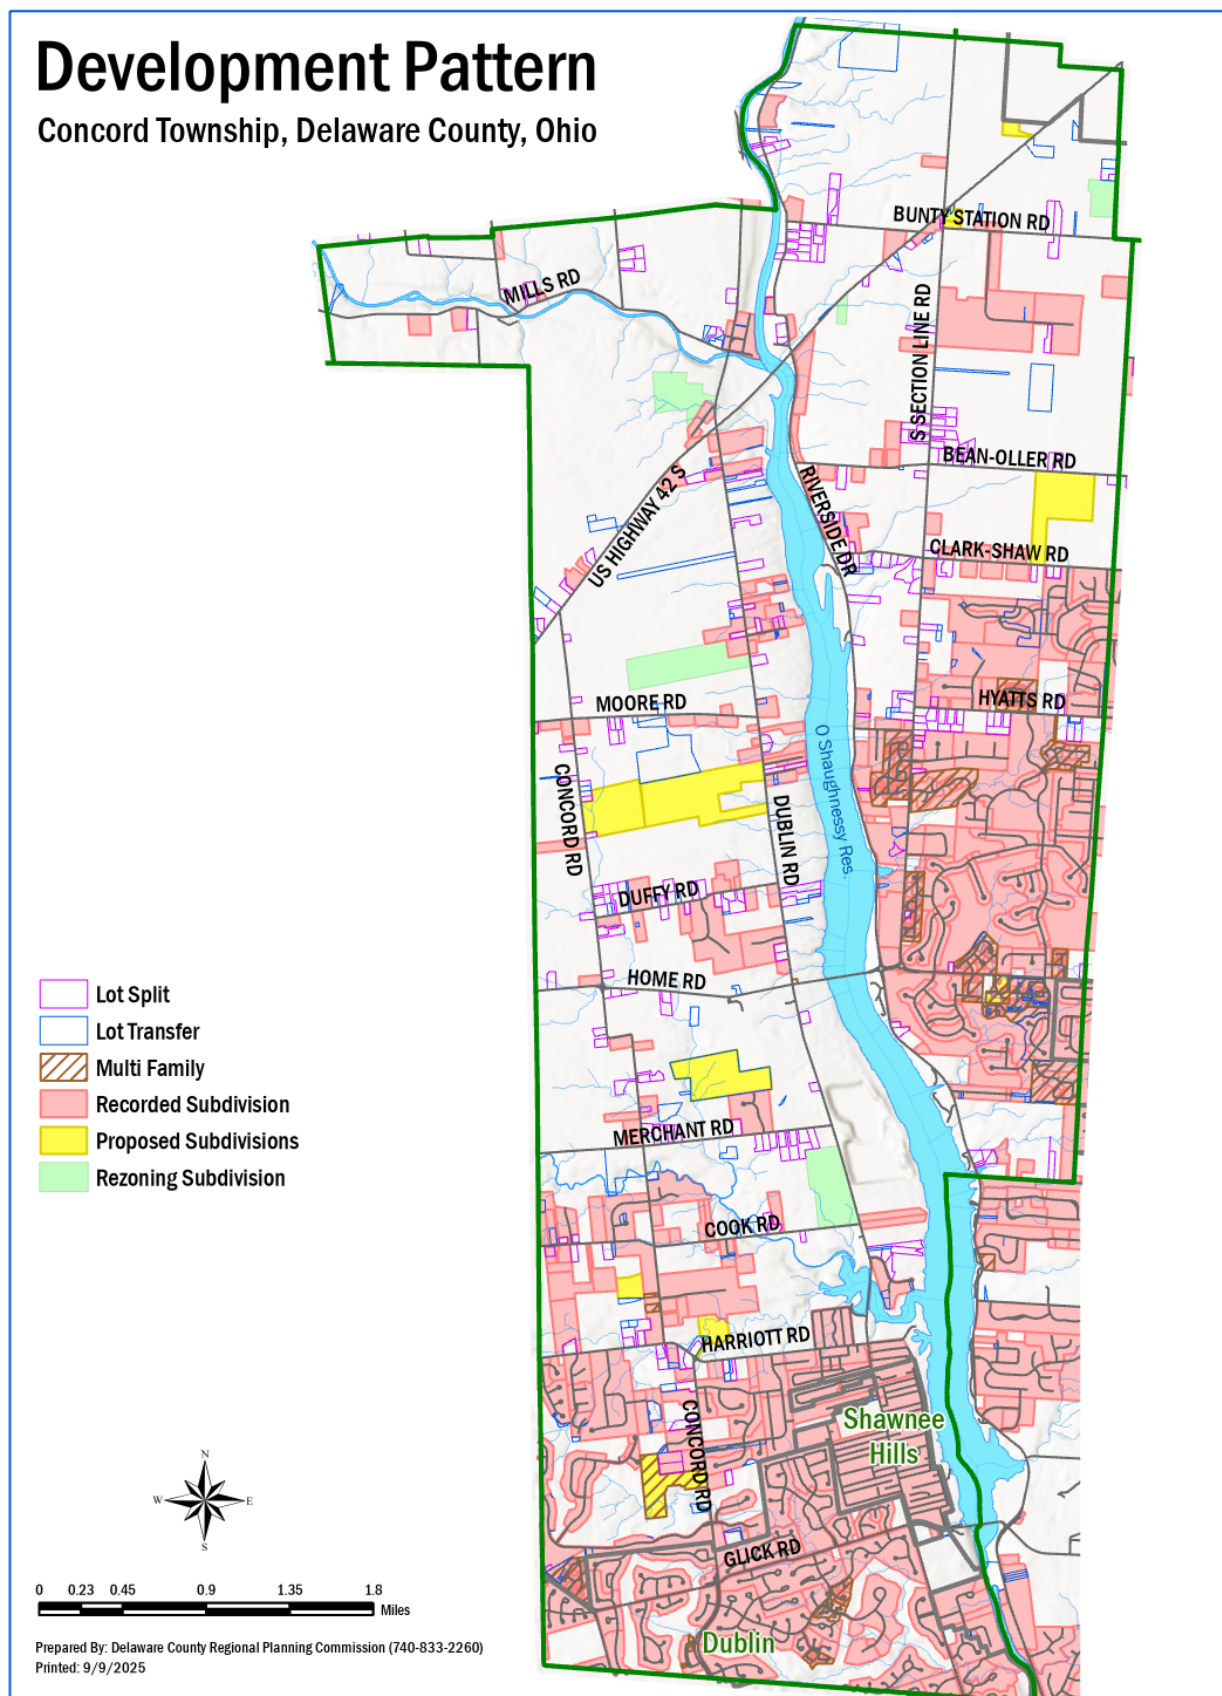 Development Pattern
Concord Township, Delaware County, Ohio
BUNTY STATION RD
MILLS RD
S SECTION LINE RD
BEAN-OLLER RD
US HIGHWAY 42 S
RIVERSIDE DR
CLARK-SHAW RD
HYATTS RD
MOORE RD
O Shaughnessy Res.
CONCORD RD
DUBLIN RD
DUFFY RD
HOME RD
Lot Split
Lot Transfer
Multi Family
Recorded Subdivision
Proposed Subdivisions
Rezoning Subdivision
MERCHANT RD
COOK RD
HARRIOTT RD
Shawnee
Hills
CONCORD RD
N
W
E
S
GLICK RD
0 0.23 0.45 0.9 1.35 1.8
Miles
Dublin
Prepared By: Delaware County Regional Planning Commission (740-833-2260)
Printed: 9/9/2025